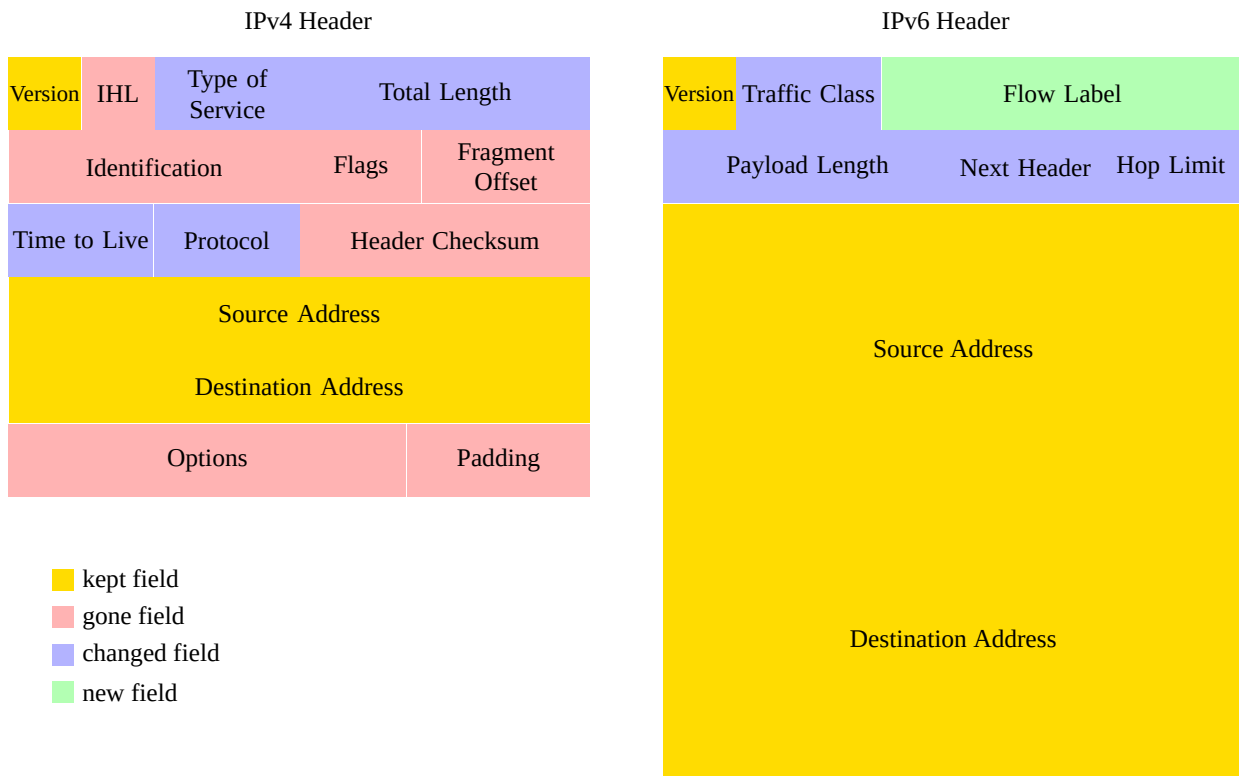 IPv4 Header
Version IHL Type of Service Total Length
Identification Flags Fragment Offset
Time to Live Protocol Header Checksum
Source Address
Destination Address
Options Padding
kept field
gone field
changed field
new field
IPv6 Header
Version Traffic Class Flow Label
Payload Length Next Header Hop Limit
Source Address
Destination Address